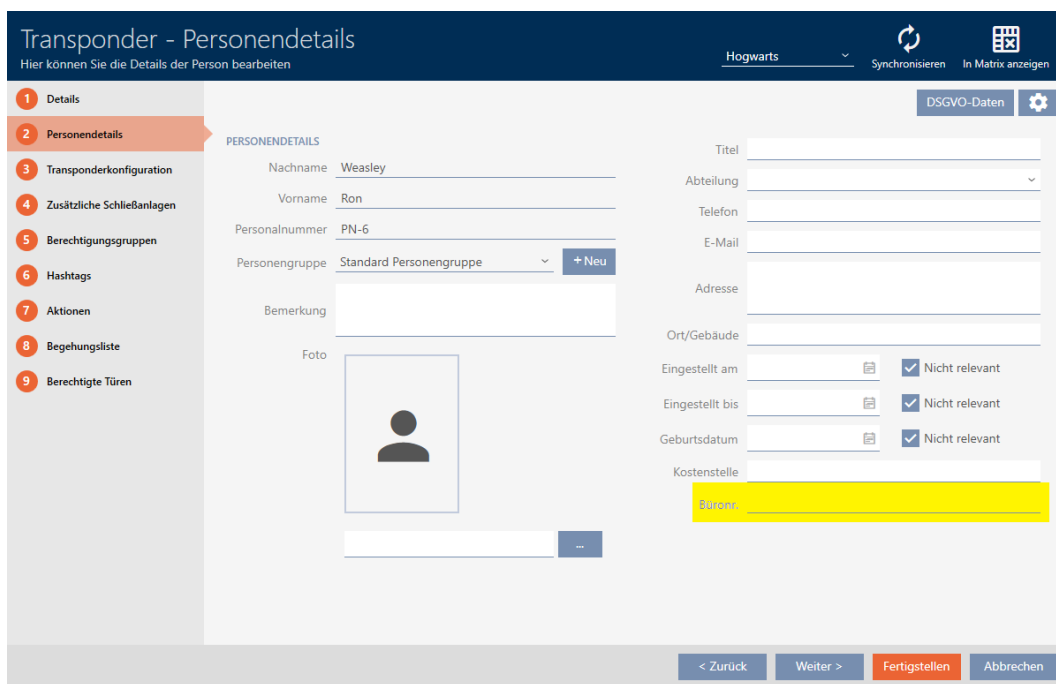 Transponder - Personendetails
Hier können Sie die Details der Person bearbeiten
Hogwarts
Synchronisieren
In Matrix anzeigen
1 Details
2 Personendetails
3 Transponderkonfiguration
4 Zusätzliche Schließanlagen
5 Berechtigungsgruppen
6 Hashtags
7 Aktionen
8 Begehungsliste
9 Berechtigte Türen
DSGVO-Daten
PERSONENDETAILS
Nachname Weasley
Vorname Ron
Personalnummer PN-6
Personengruppe Standard Personengruppe + Neu
Bemerkung
Foto
...
Titel
Abteilung
Telefon
E-Mail
Adresse
Ort/Gebäude
Eingestellt am Nicht relevant
Eingestellt bis Nicht relevant
Geburtsdatum Nicht relevant
Kostenstelle
Büronr.
< Zurück
Weiter >
Fertigstellen
Abbrechen